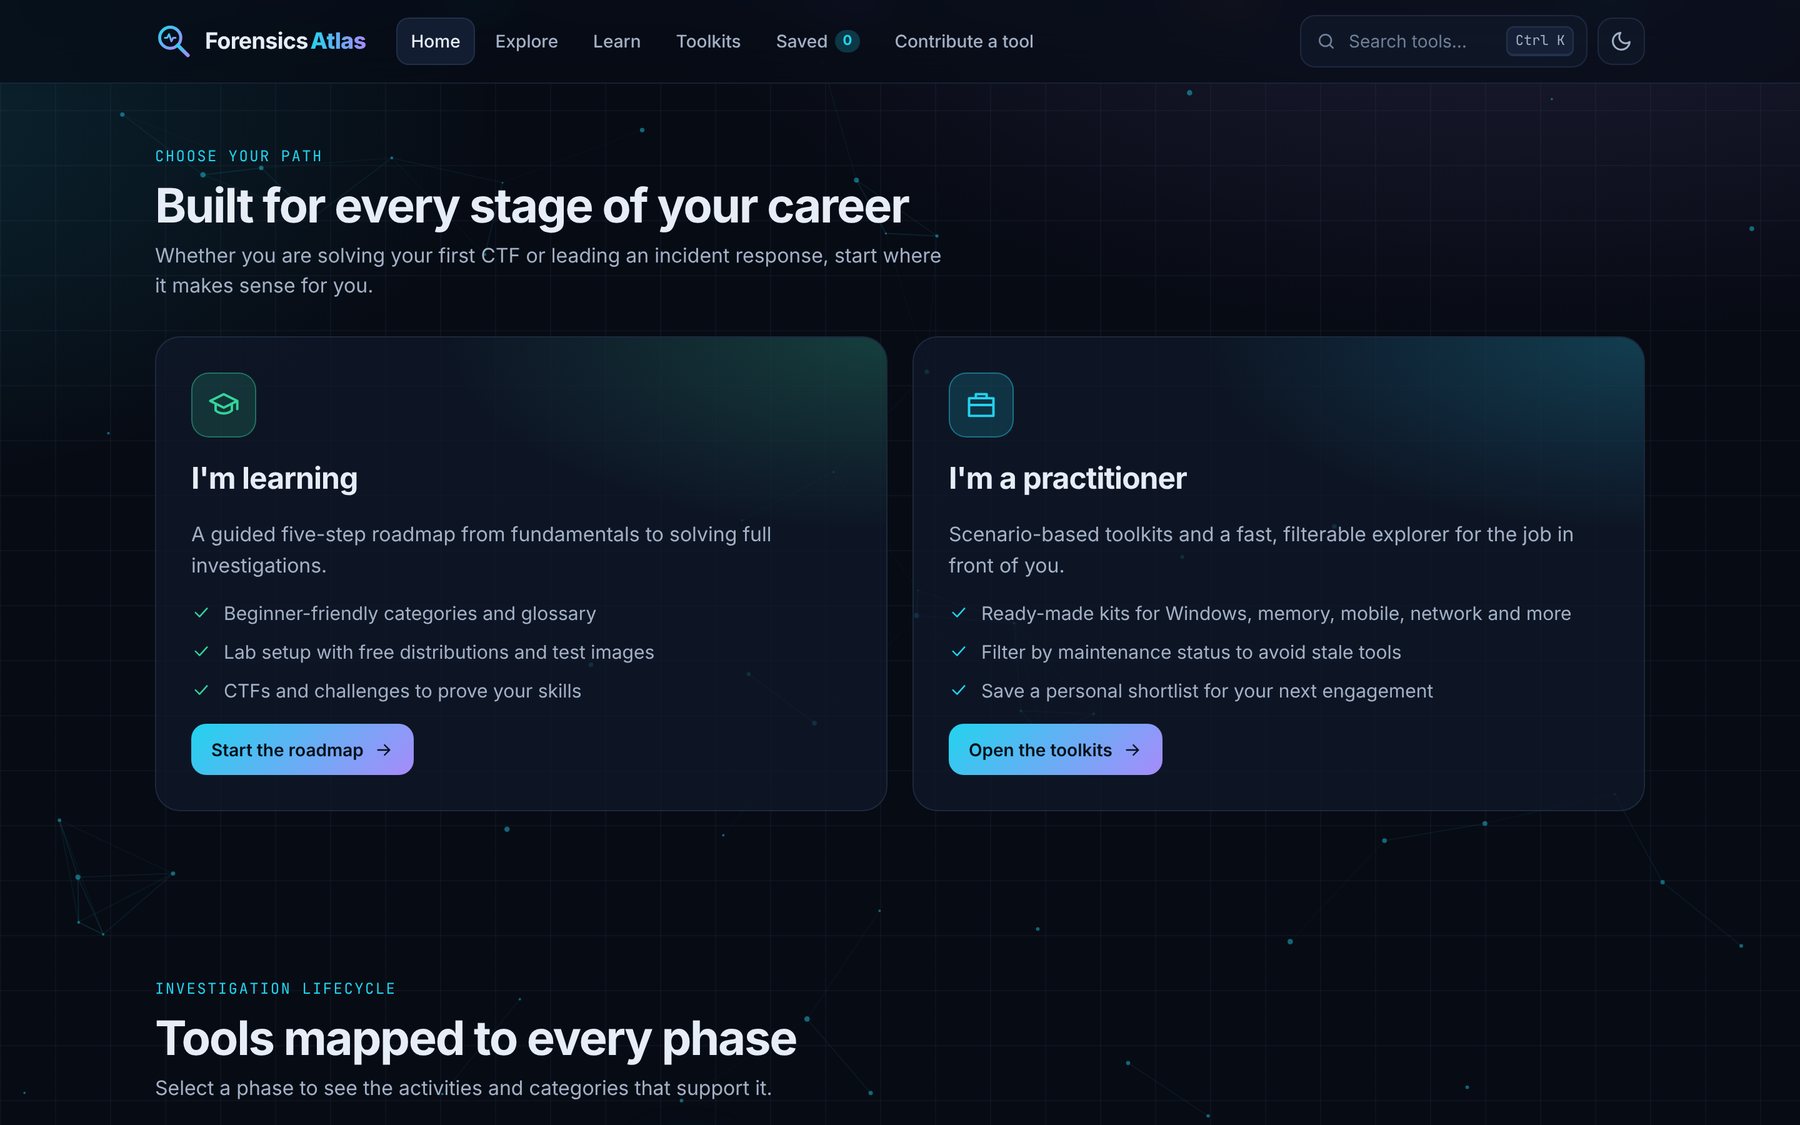 ForensicsAtlas Home Explore Learn Toolkits Saved 0 Contribute a tool Search tools... Ctrl K
CHOOSE YOUR PATH
Built for every stage of your career
Whether you are solving your first CTF or leading an incident response, start where
it makes sense for you.
I'm learning
A guided five-step roadmap from fundamentals to solving full
investigations.
Beginner-friendly categories and glossary
Lab setup with free distributions and test images
CTFs and challenges to prove your skills
Start the roadmap →
I'm a practitioner
Scenario-based toolkits and a fast, filterable explorer for the job in
front of you.
Ready-made kits for Windows, memory, mobile, network and more
Filter by maintenance status to avoid stale tools
Save a personal shortlist for your next engagement
Open the toolkits →
INVESTIGATION LIFECYCLE
Tools mapped to every phase
Select a phase to see the activities and categories that support it.